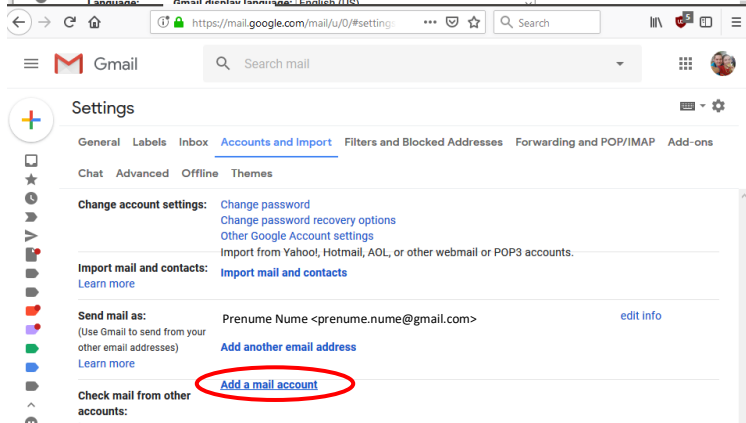 Language: Gmail display language: English (US)
https://mail.google.com/mail/u/0/#settings
Search
5
Gmail
Search mail
Settings
General Labels Inbox Accounts and Import Filters and Blocked Addresses Forwarding and POP/IMAP Add-ons
Chat Advanced Offline Themes
Change account settings: Change password
Change password recovery options
Other Google Account settings
Import from Yahoo!, Hotmail, AOL, or other webmail or POP3 accounts.
Import mail and contacts: Import mail and contacts
Learn more
Send mail as: Prenume Nume <prenume.nume@gmail.com> edit info
(Use Gmail to send from your
other email addresses) Add another email address
Learn more
Add a mail account
Check mail from other
accounts: